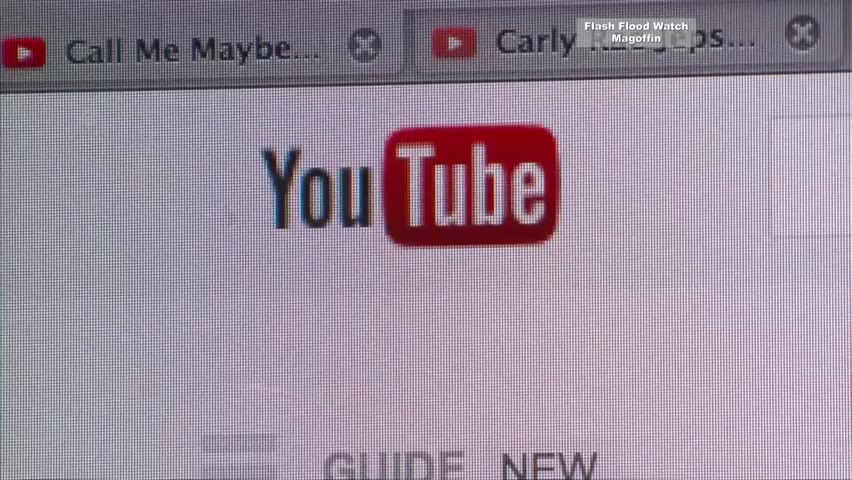 Flash Flood Watch
Magoffin
Call Me Maybe...
Carly
YouTube
GUIDE NEW